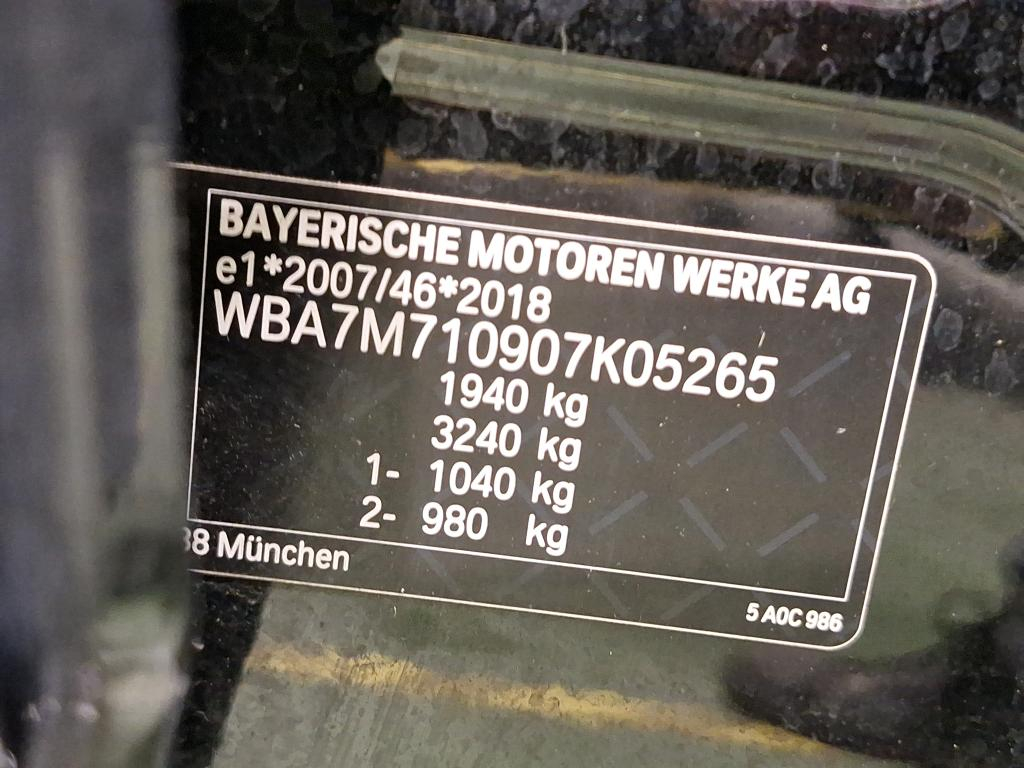 BAYERISCHE MOTOREN WERKE AG
e1*2007/46*2018
WBA7M710907K05265
1940 kg
3240 kg
1- 1040 kg
2- 980 kg
38 München
5 A0C 986